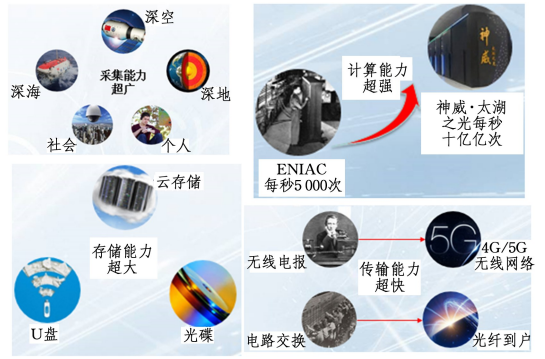 深空
采集能力
超广
深海
深地
社会
个人
计算能力
超强
神威
神威·太湖
之光每秒
十亿亿次
ENIAC
每秒5 000次
云存储
存储能力
超大
U盘
光碟
无线电报
传输能力
超快
5G
4G/5G
无线网络
电路交换
光纤到户